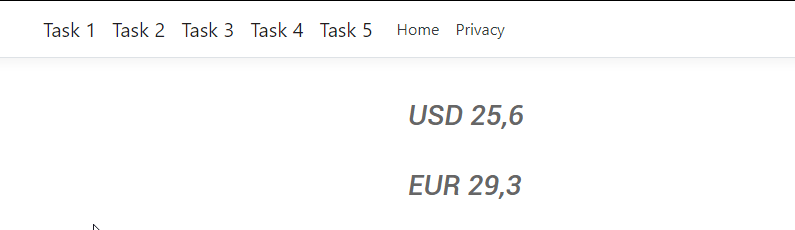 Task 1 Task 2 Task 3 Task 4 Task 5 Home Privacy
USD 25,6
EUR 29,3